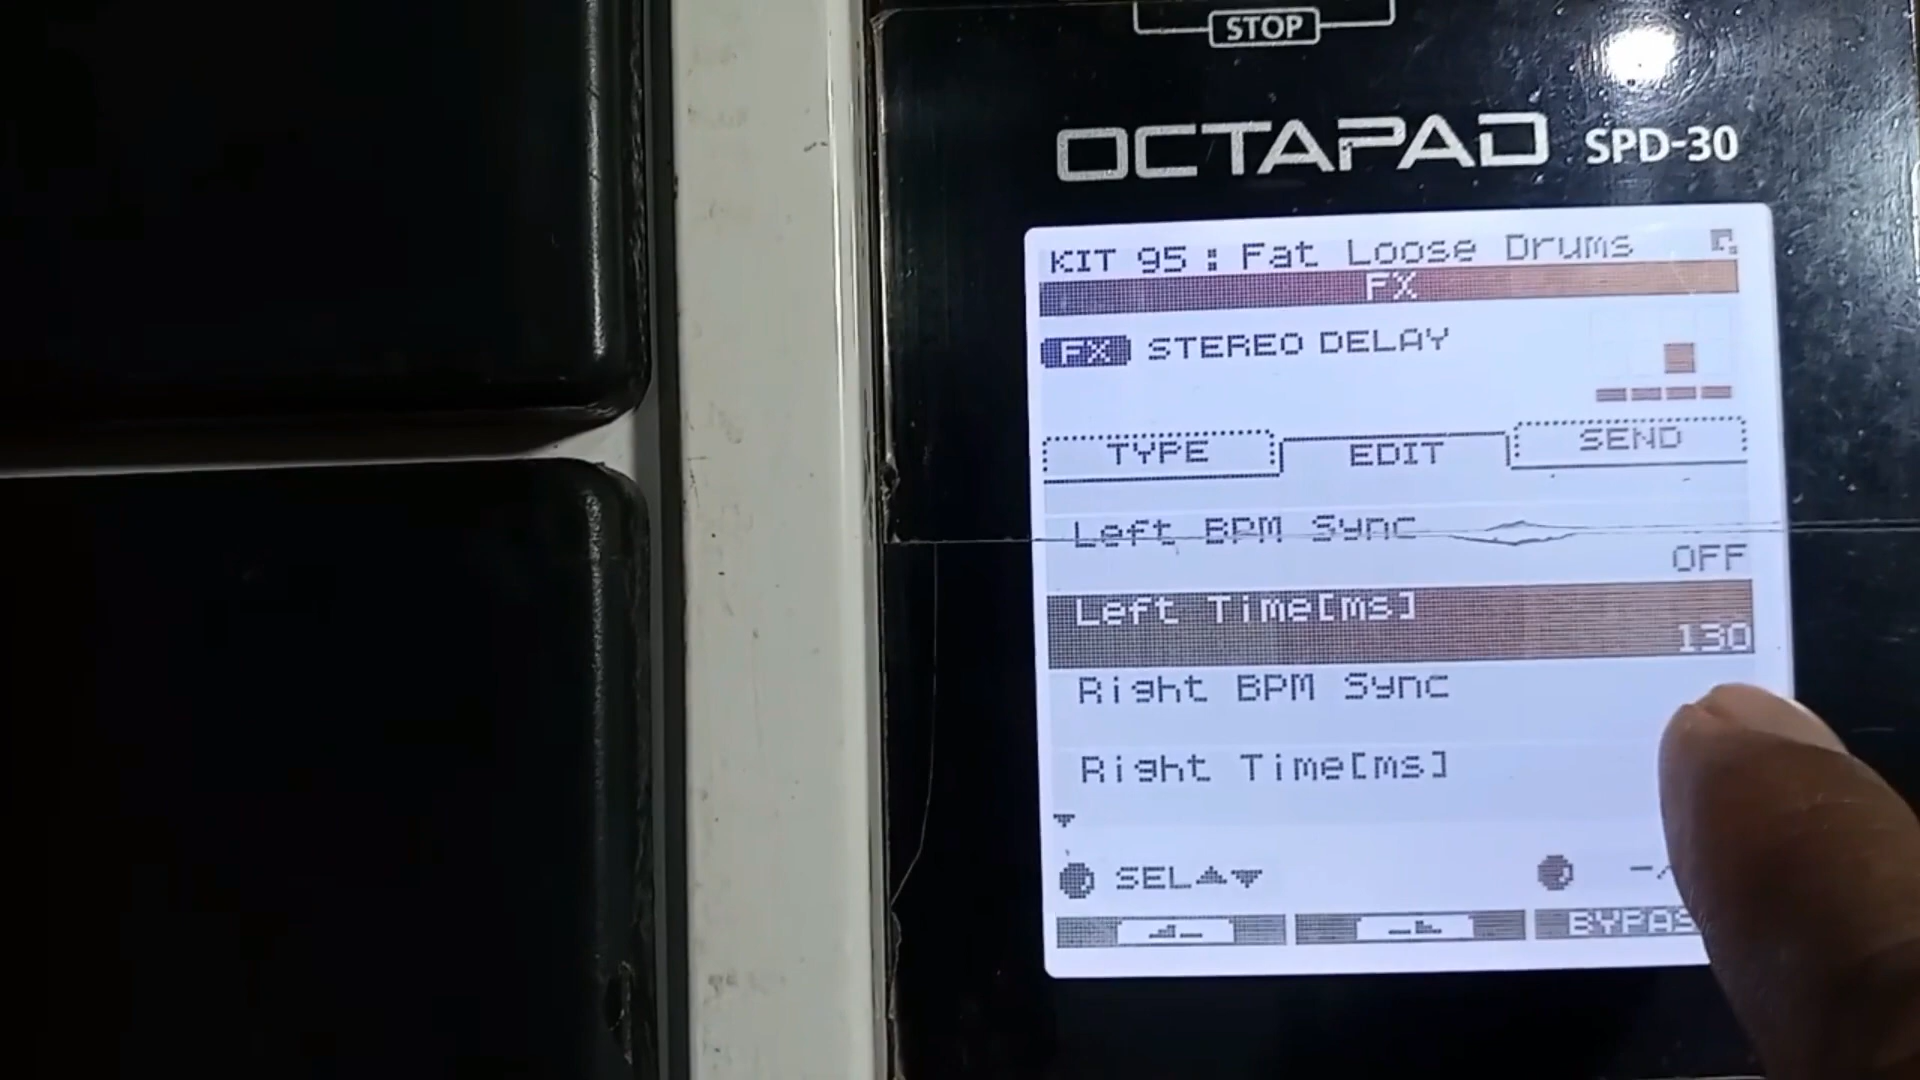 STOP
OCTAPAD SPD-30
KIT 95 : Fat Loose Drums
FX
FX STEREO DELAY
TYPE EDIT SEND
Left BPM Sync
OFF
Left Time[ms]
130
Right BPM Sync
Right Time[ms]
SEL▲▼